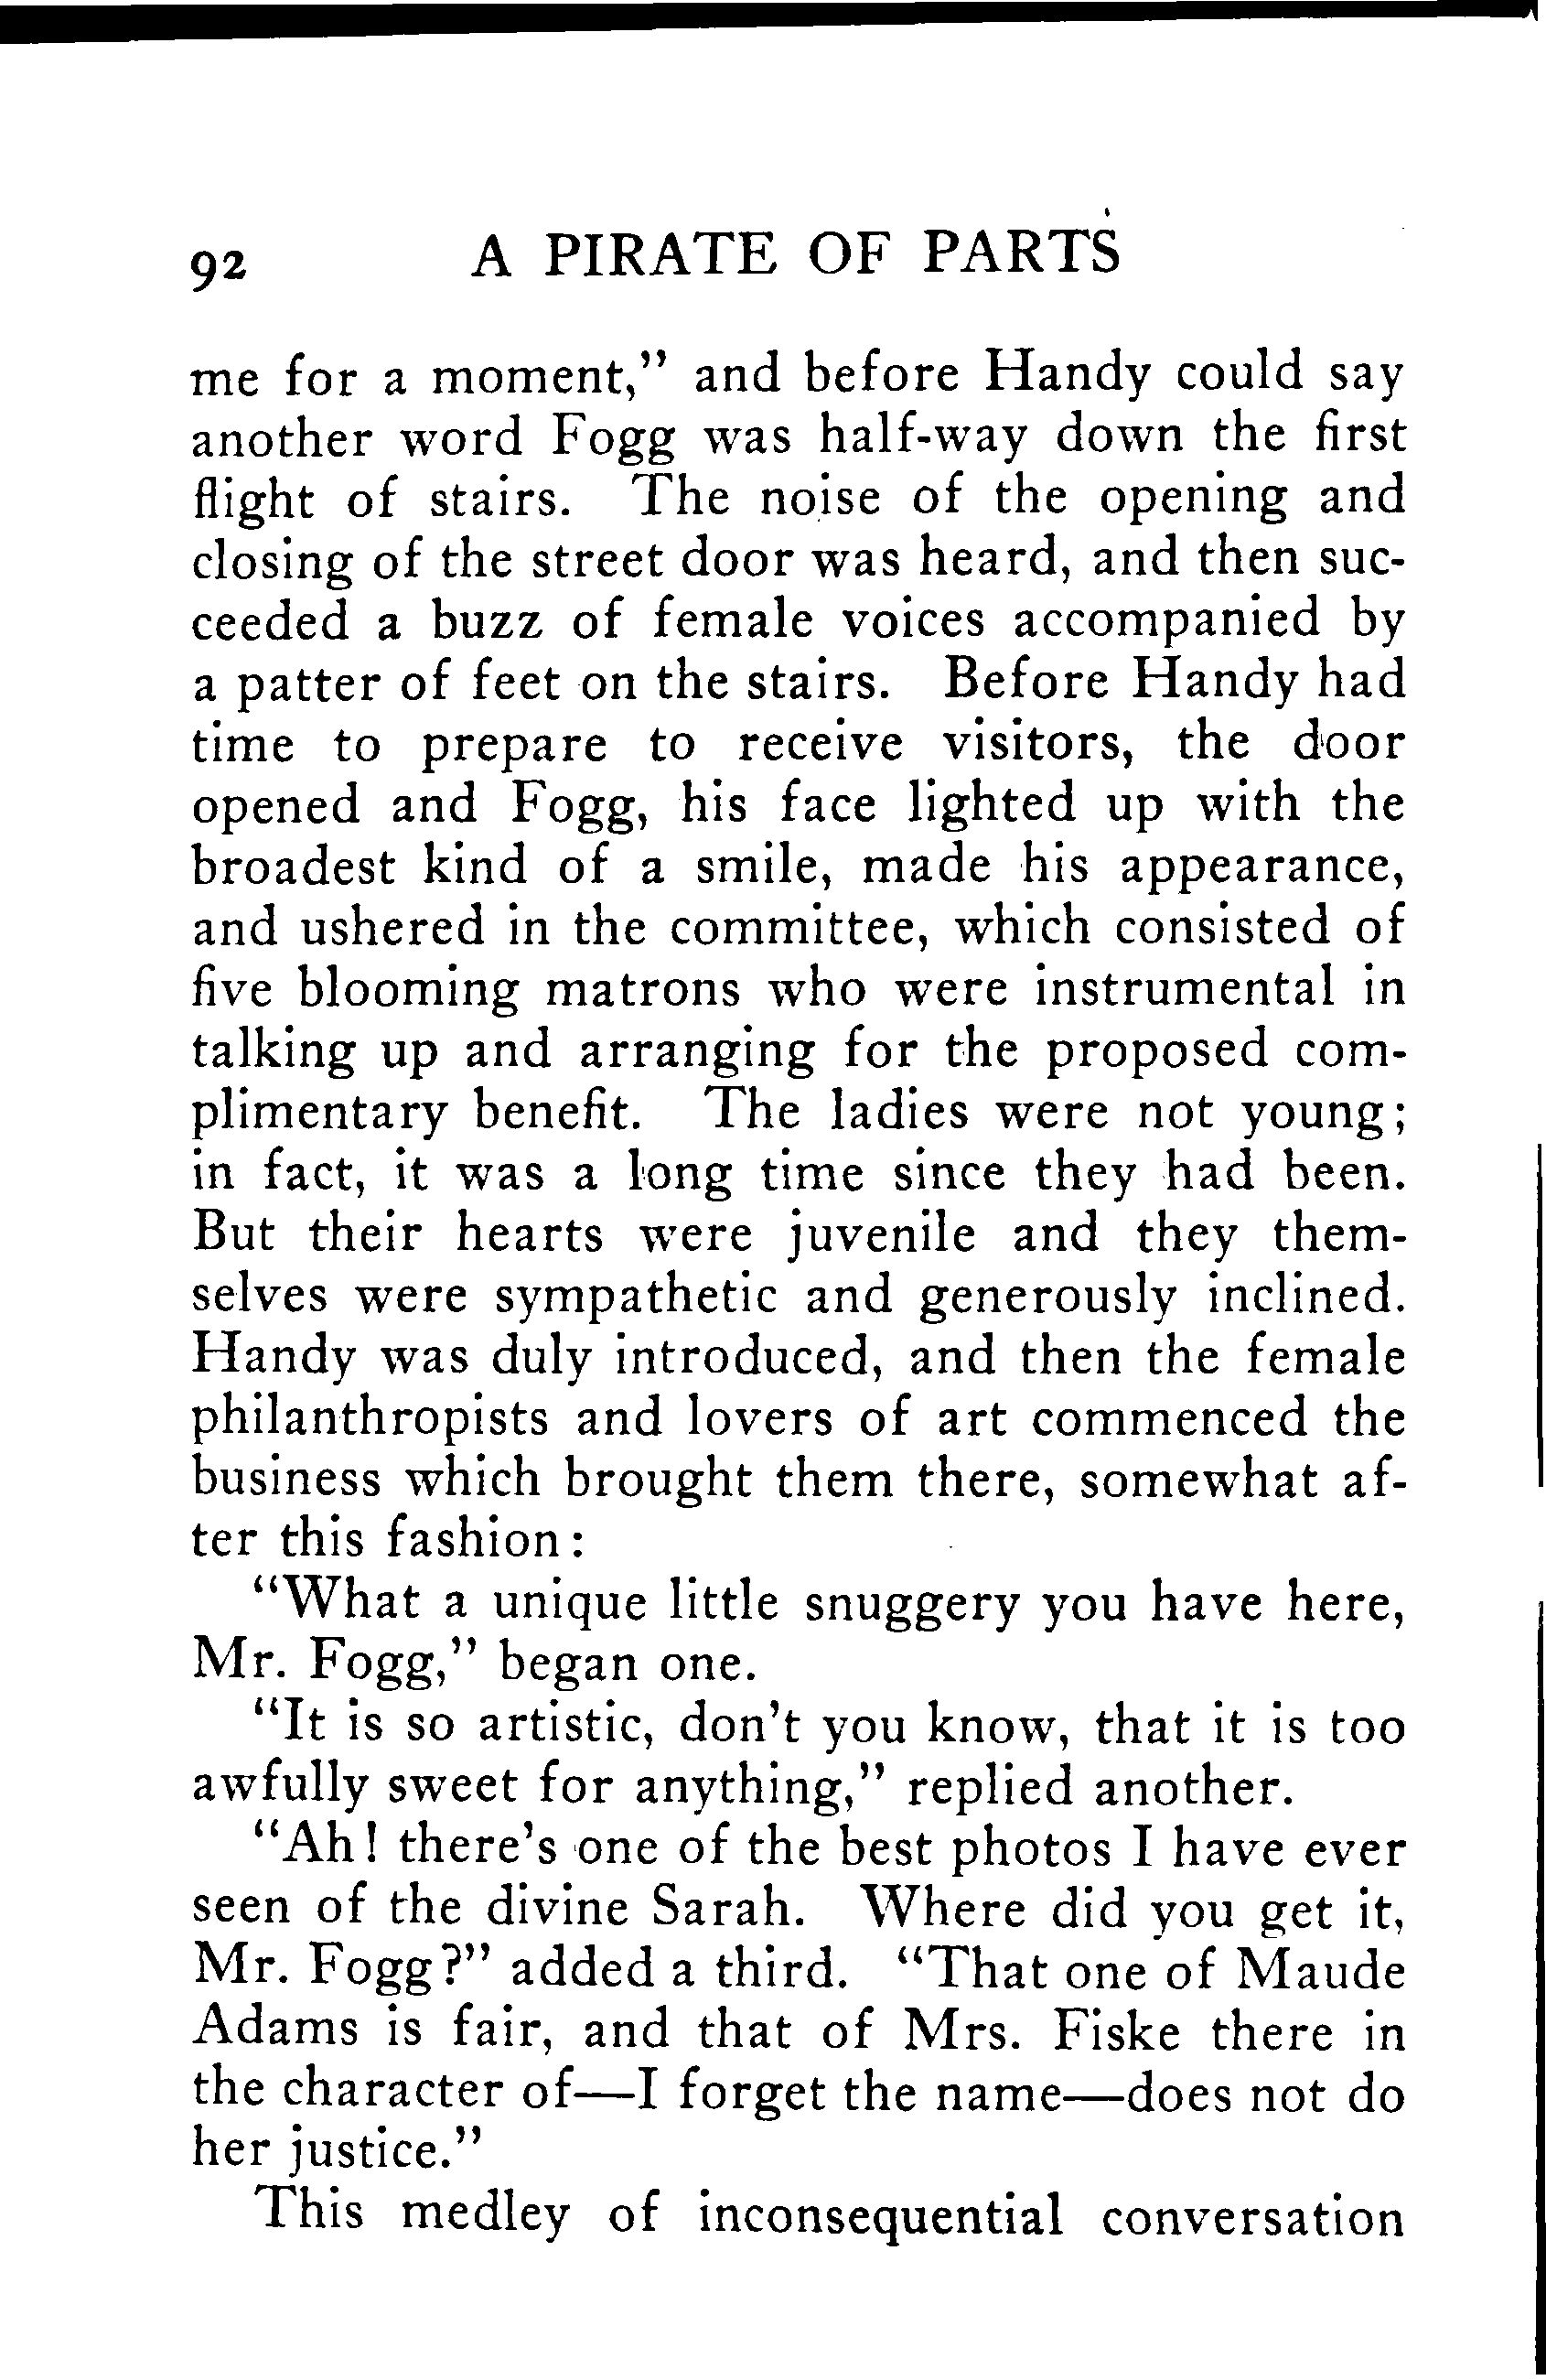 92 A PIRATE OF PARTS
me for a moment,” and before Handy could say
another word Fogg was half-way down the first
flight of stairs. The noise of the opening and
closing of the street door was heard, and then suc-
ceeded a buzz of female voices accompanied by
a patter of feet on the stairs. Before Handy had
time to prepare to receive visitors, the door
opened and Fogg, his face lighted up with the
broadest kind of a smile, made his appearance,
and ushered in the committee, which consisted of
five blooming matrons who were instrumental in
talking up and arranging for the proposed com-
plimentary benefit. The ladies were not young;
in fact, it was a long time since they had been.
But their hearts were juvenile and they them-
selves were sympathetic and generously inclined.
Handy was duly introduced, and then the female
philanthropists and lovers of art commenced the
business which brought them there, somewhat af-
ter this fashion:
“What a unique little snuggery you have here,
Mr. Fogg,” began one.
“It is so artistic, don’t you know, that it is too
awfully sweet for anything,” replied another.
“Ah! there’s one of the best photos I have ever
seen of the divine Sarah. Where did you get it,
Mr. Fogg?” added a third. “That one of Maude
Adams is fair, and that of Mrs. Fiske there in
the character of—I forget the name—does not do
her justice.”
This medley of inconsequential conversation